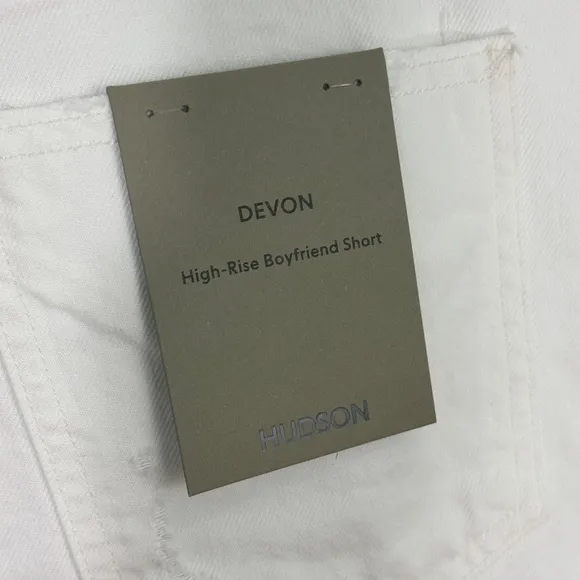 DEVON
High-Rise Boyfriend Short
HUDSON